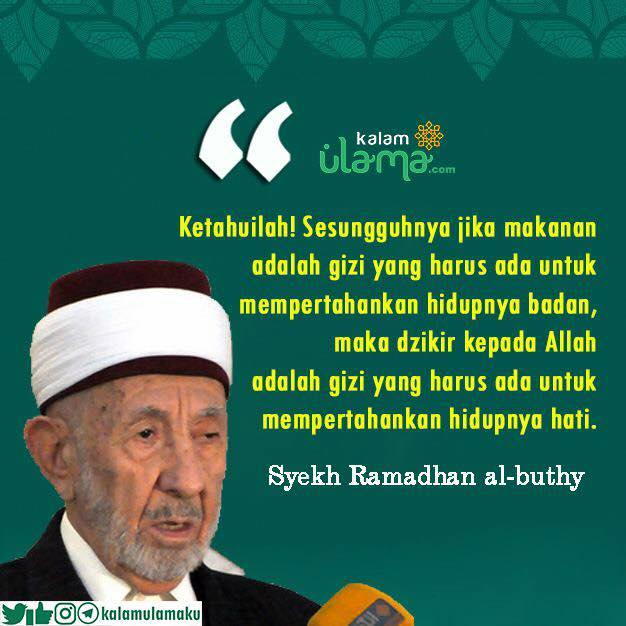 kalam
ulama.com
Ketahuilah! Sesungguhnya jika makanan
adalah gizi yang harus ada untuk
mempertahankan hidupnya badan,
maka dzikir kepada Allah
adalah gizi yang harus ada untuk
mempertahankan hidupnya hati.
Syekh Ramadhan al-buthy
kalamulamaku